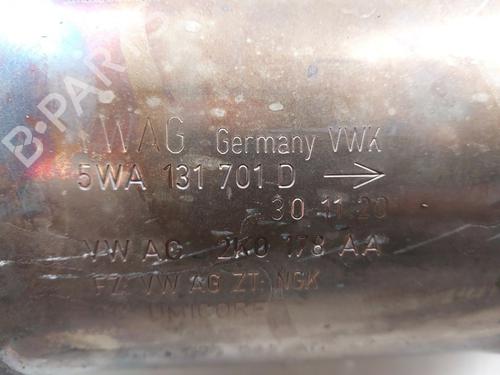 VWAG Germany VWK
5WA 131 701 D →
30 11 20
VW AG 2K0 178 AA
FZ: VW AG ZT: NGK
UMICORE
B-PARTS